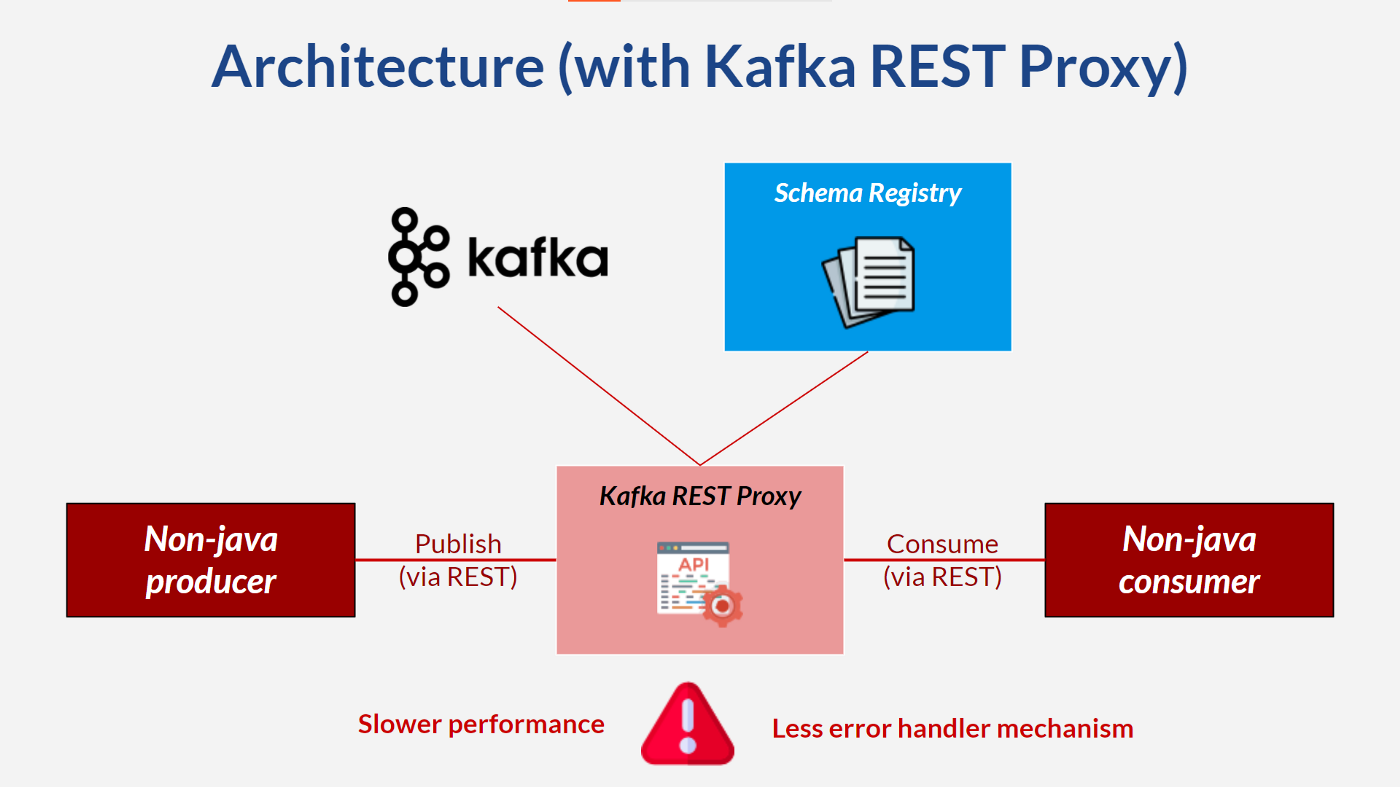 Architecture (with Kafka REST Proxy)
Schema Registry
kafka
Kafka REST Proxy
API
Non-java
producer
Publish
(via REST)
Consume
(via REST)
Non-java
consumer
Slower performance
Less error handler mechanism